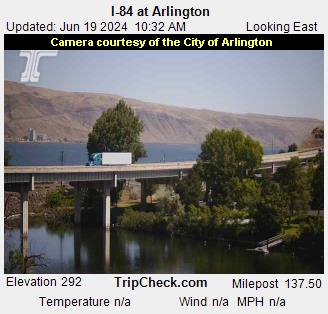 I-84 at Arlington
Updated: Jun 19 2024 10:32 AM Looking East
Camera courtesy of the City of Arlington
Elevation 292 TripCheck.com Milepost 137.50
Temperature n/a Wind n/a MPH n/a